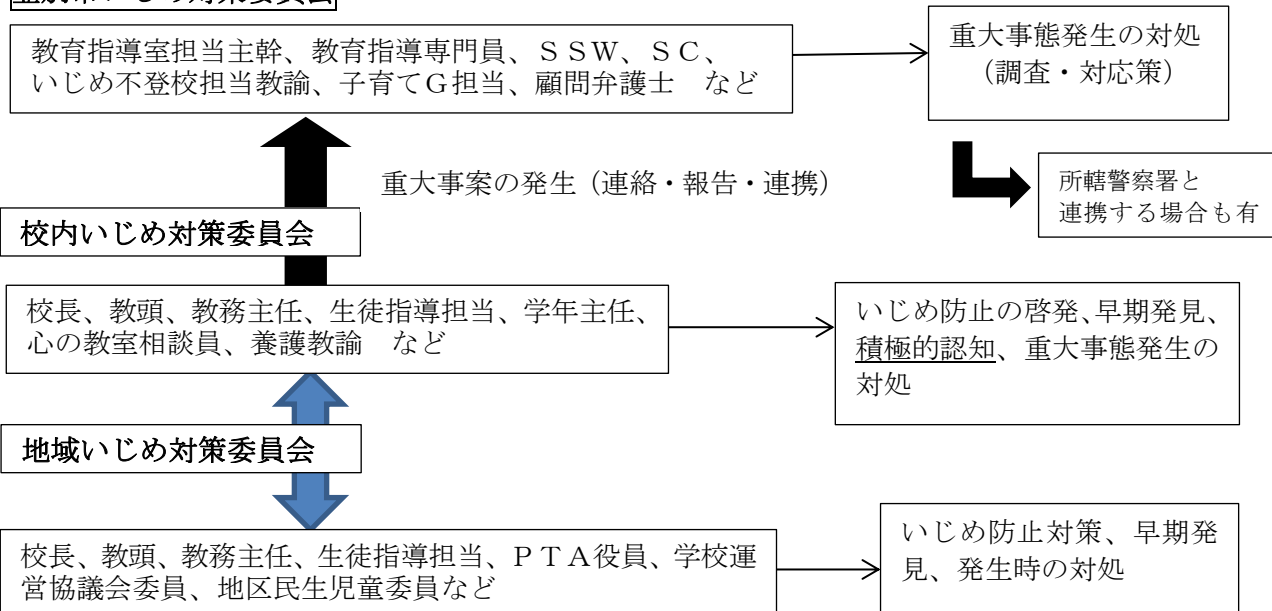 いじめ対策委員会
教育指導室担当主幹、教育指導専門員、ＳＳＷ、ＳＣ、
いじめ不登校担当教諭、子育てＧ担当、顧問弁護士　など
重大事態発生の対処
（調査・対応策）
重大事案の発生（連絡・報告・連携）
所轄警察署と
連携する場合も有
校内いじめ対策委員会
校長、教頭、教務主任、生徒指導担当、学年主任、
心の教室相談員、養護教諭　など
いじめ防止の啓発、早期発見、
積極的認知、重大事態発生の
対処
地域いじめ対策委員会
校長、教頭、教務主任、生徒指導担当、ＰＴＡ役員、学校運
営協議会委員、地区民生児童委員など
いじめ防止対策、早期発
見、発生時の対処